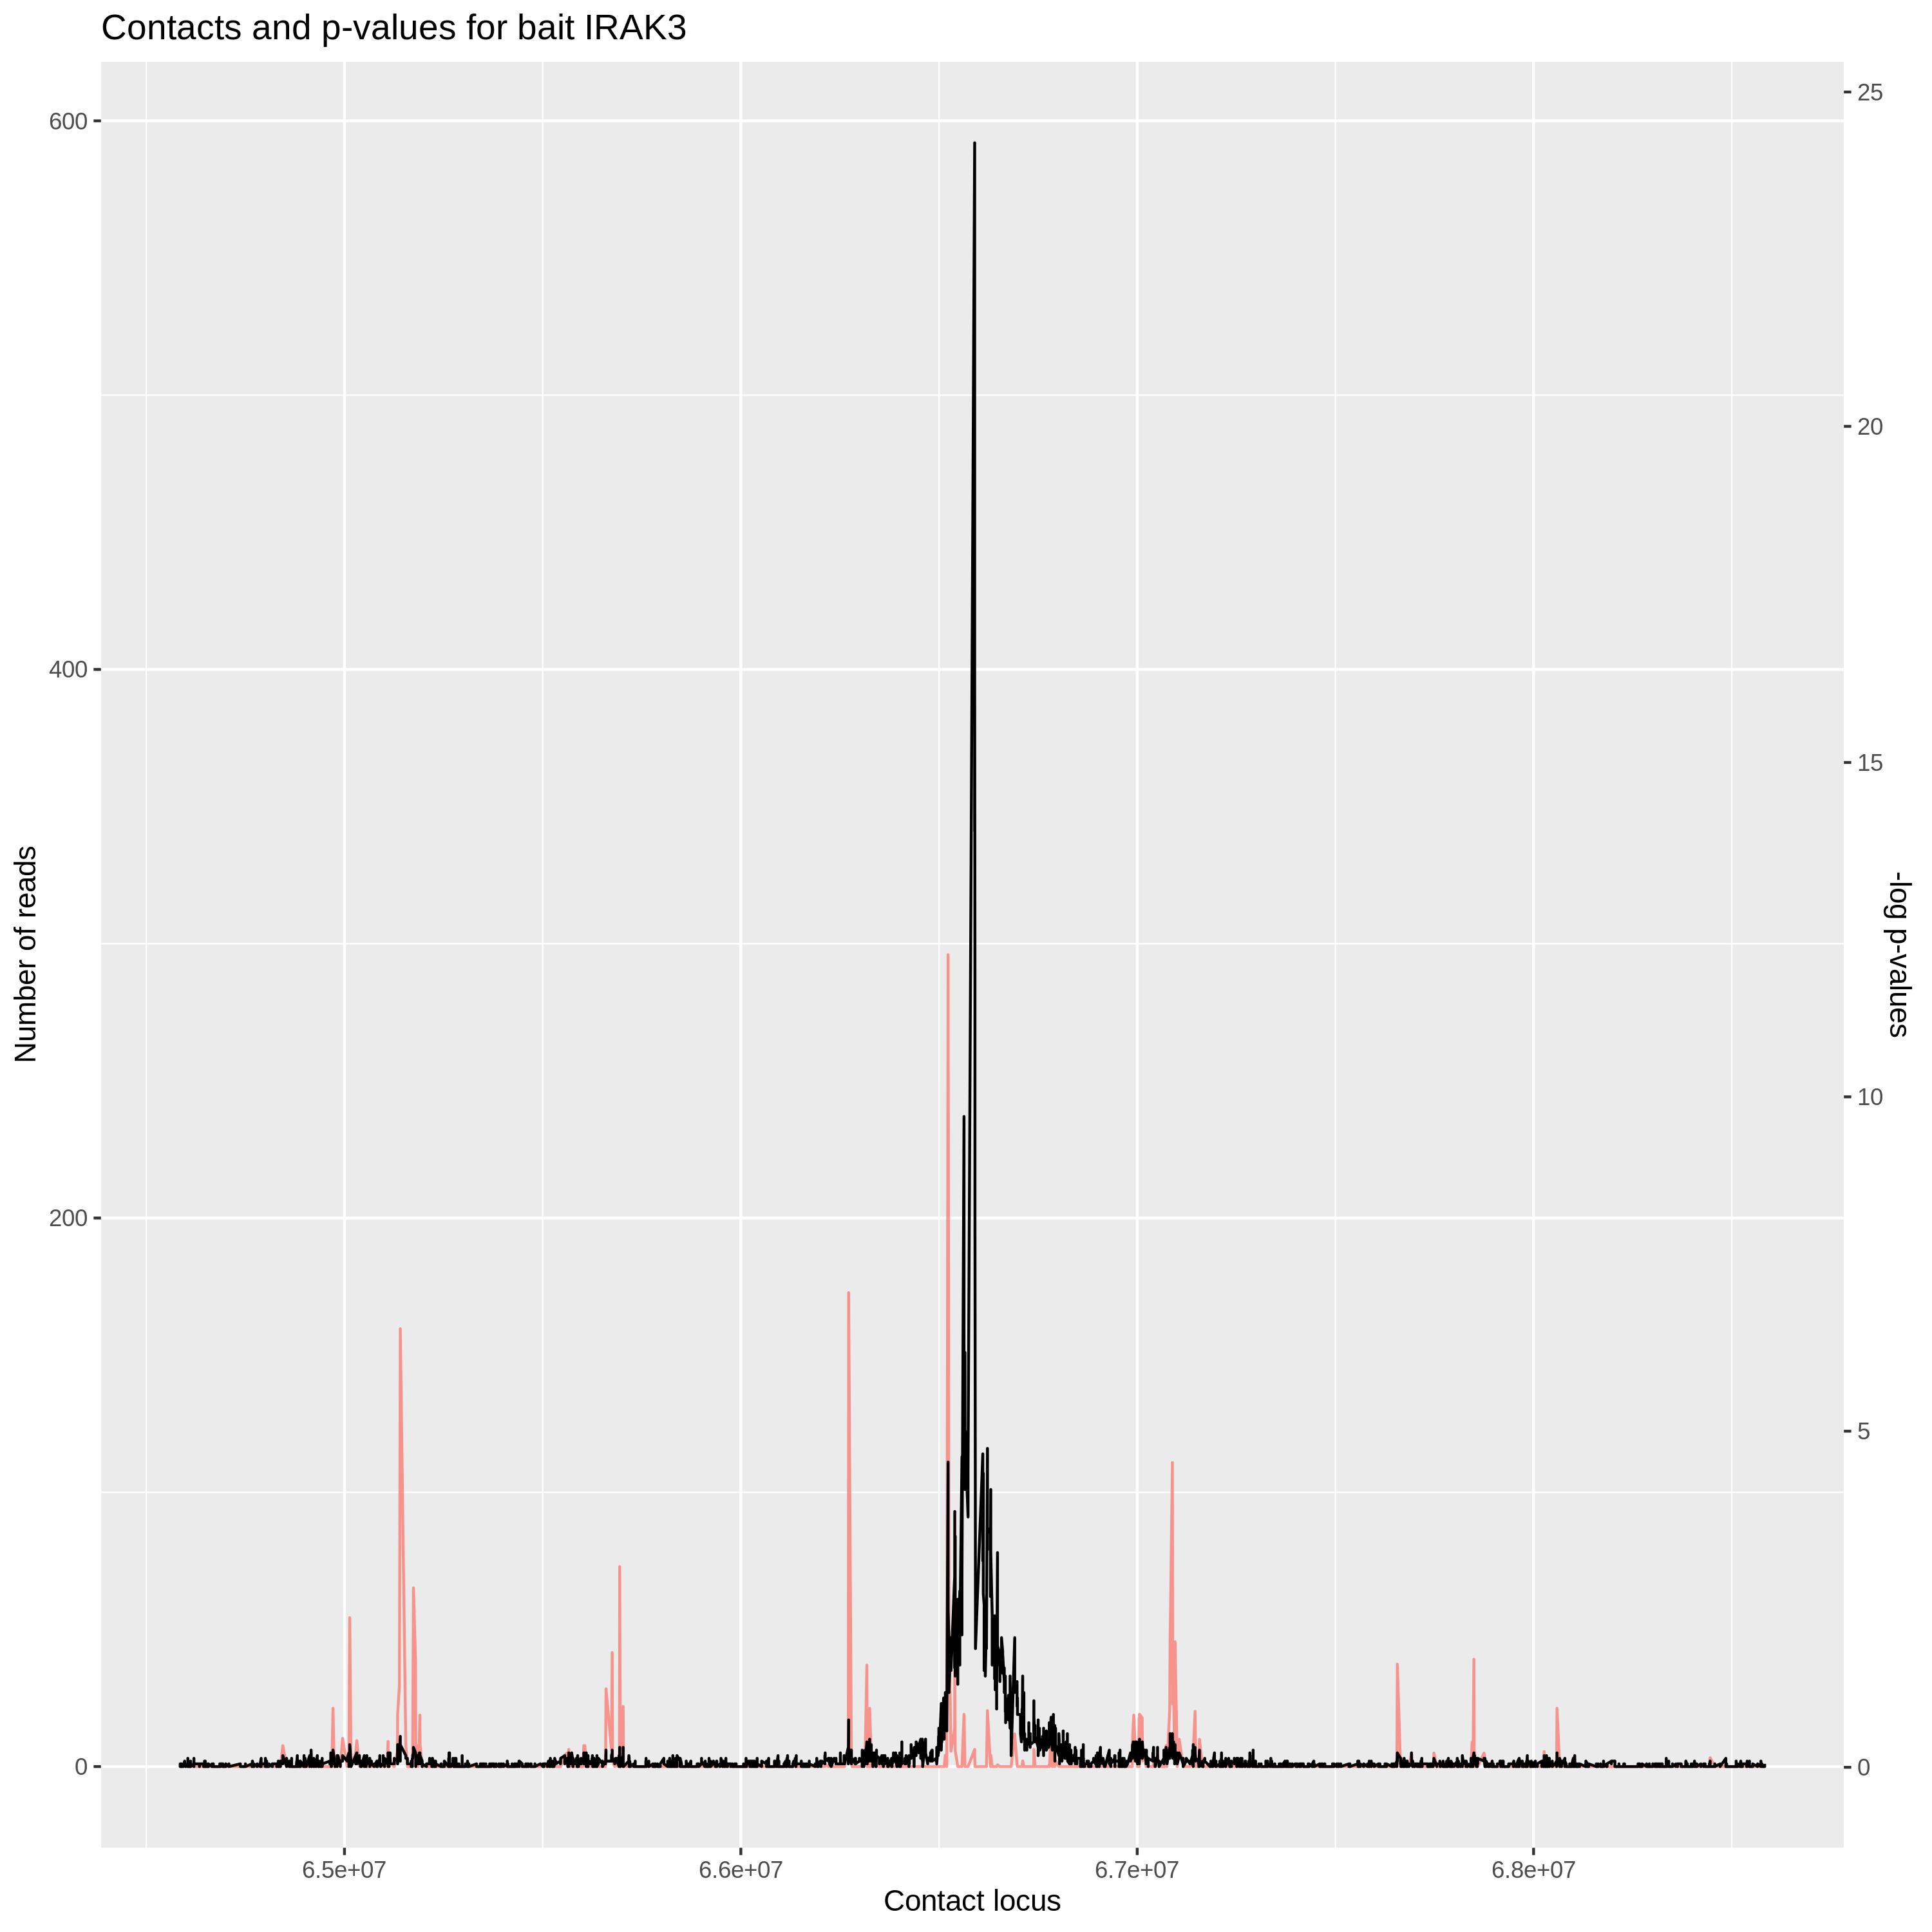 Contacts and p-values for bait IRAK3
600
400
200
0
Number of reads
25
20
15
10
5
0
-log p-values
6.5e+07
6.6e+07
6.7e+07
6.8e+07
Contact locus